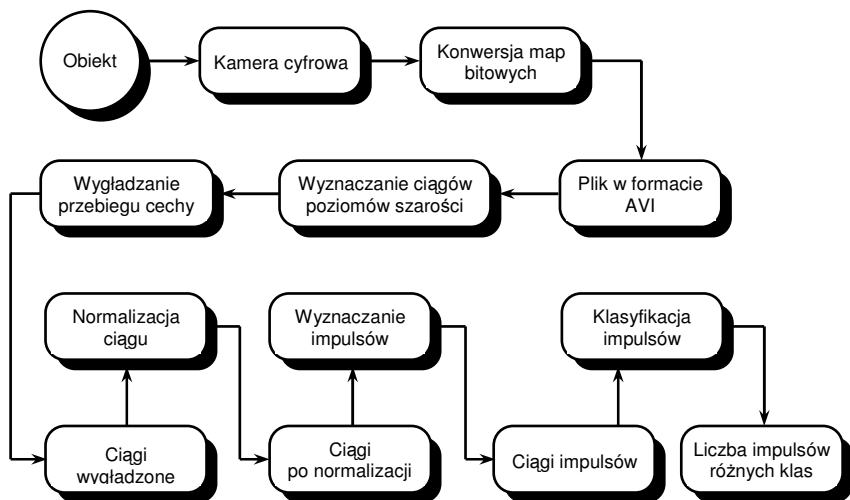 Obiekt
Kamera cyfrowa
Konwersja map
bitowych
Plik w formacie
AVI
Wyznaczanie ciągów
poziomów szarości
Wygładzanie
przebiegu cechy
Ciągi
wygładzone
Normalizacja
ciągu
Ciągi
po normalizacji
Wyznaczanie
impulsów
Ciągi impulsów
Klasyfikacja
impulsów
Liczba impulsów
różnych klas